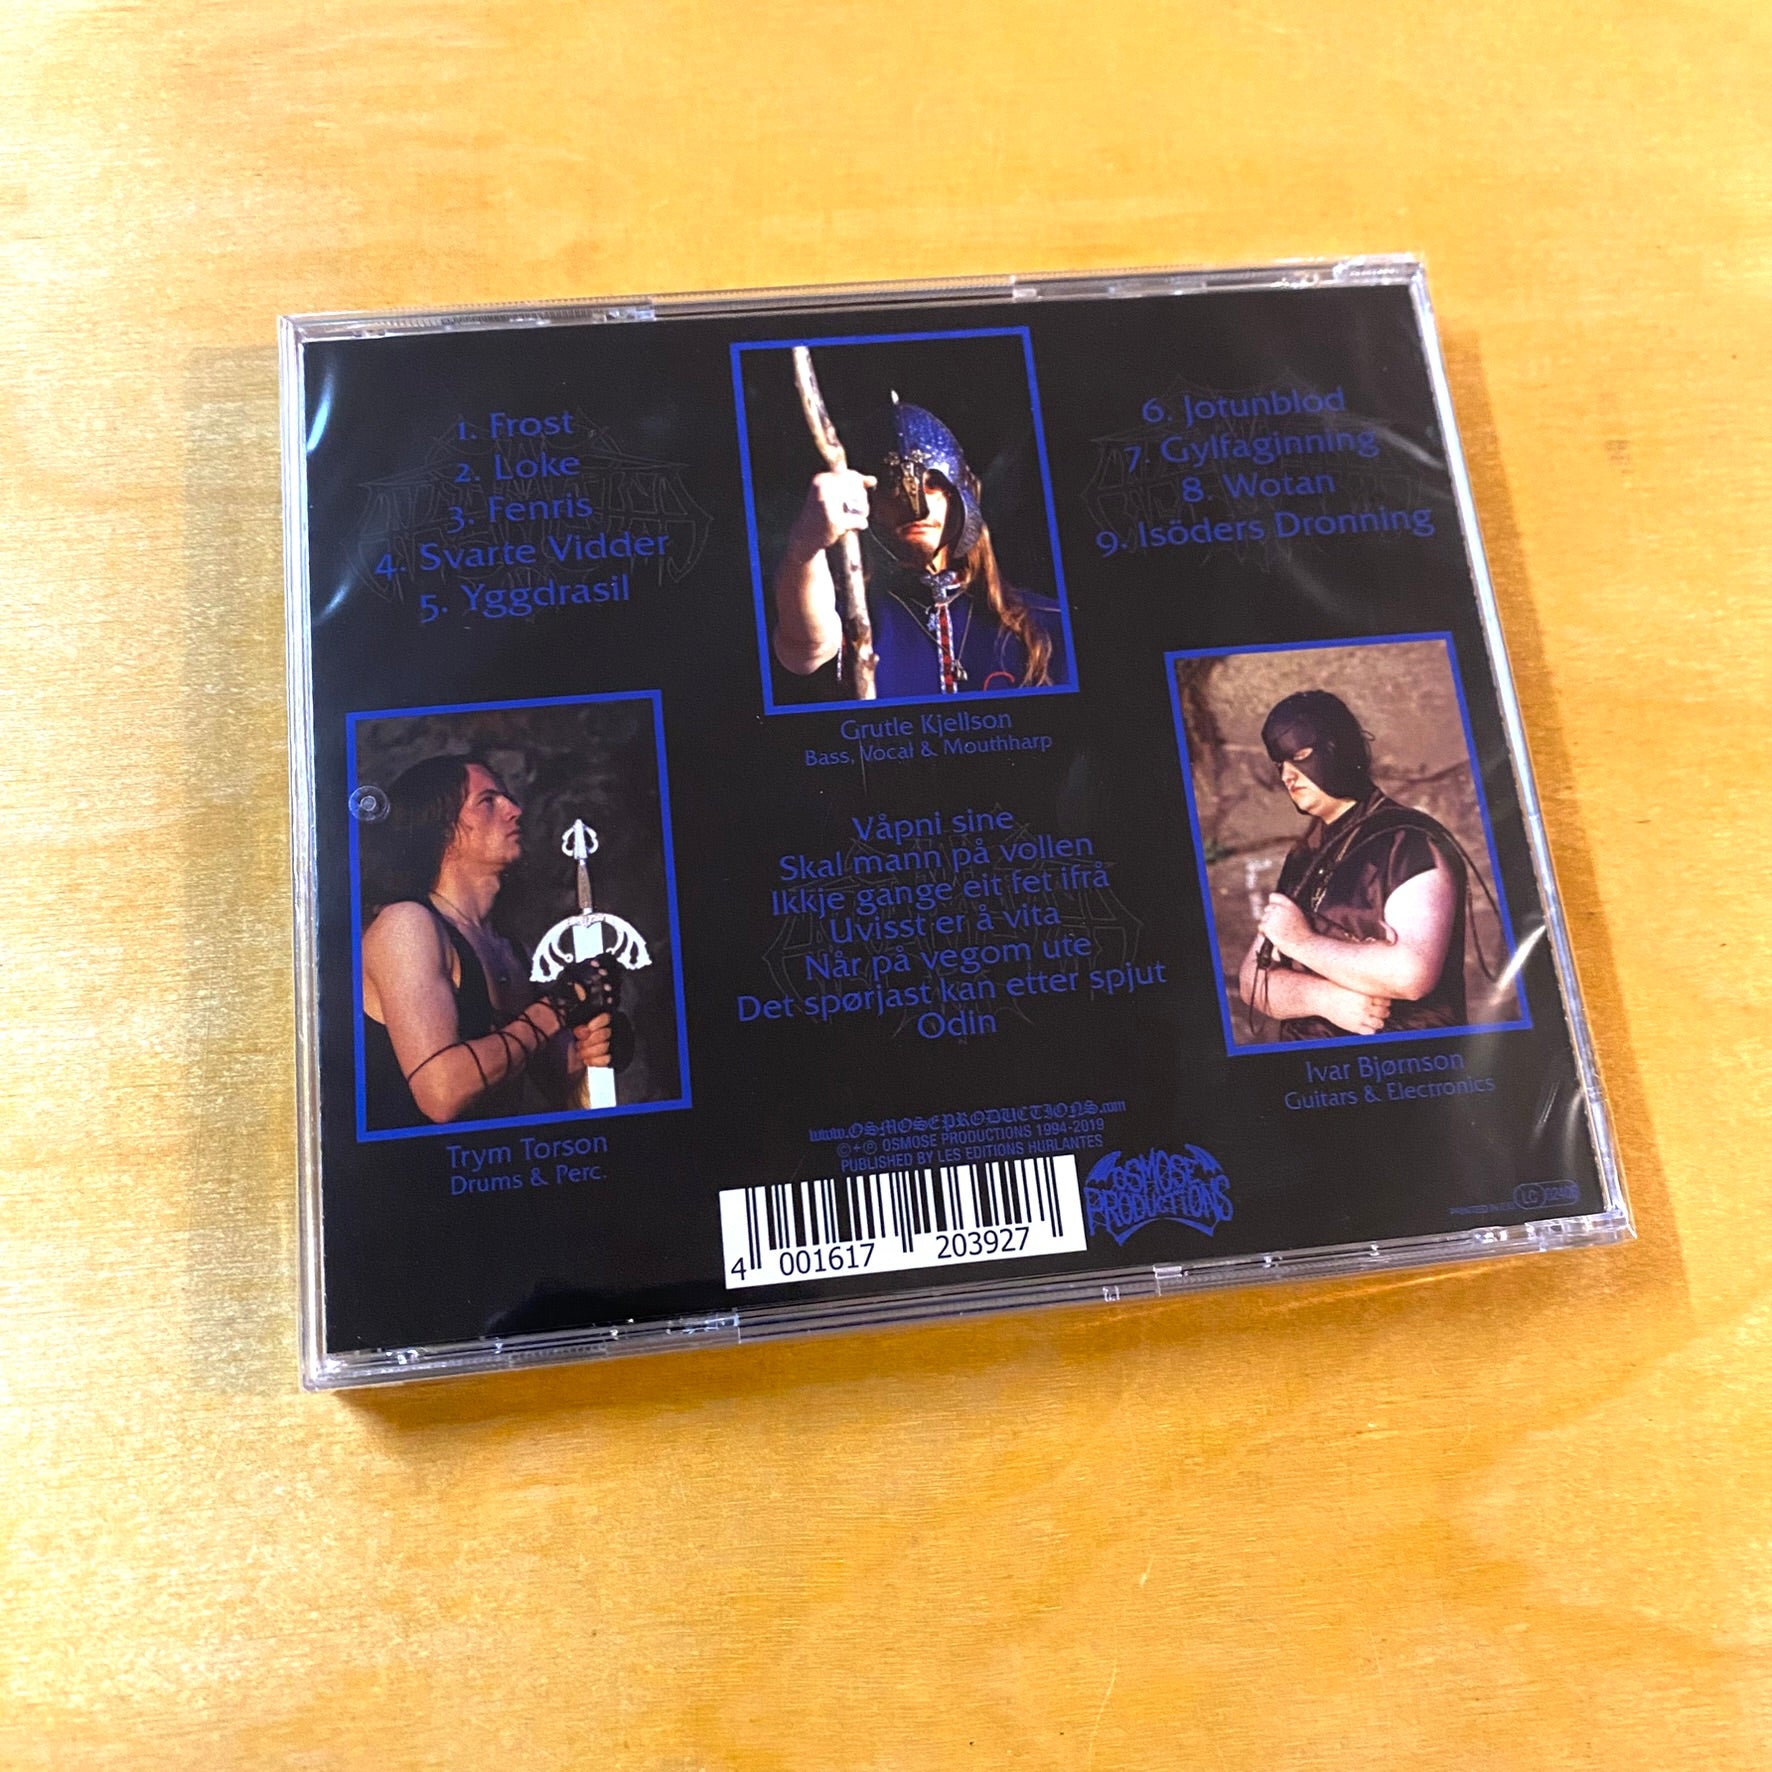 1. Frost
2. Loke
3. Fenris
4. Svarte Vidder
5. Yggdrasil
6. Jotunblod
7. Gylfaginning
8. Wotan
9. Isöders Dronning
Grutle Kjellson
Bass, Vocal & Mouthharp
Våpni sine
Skal mann på vollen
Ikkje gange eit fet ifrå
Uvisst er å vita
Når på vegom ute
Det spørjast kan etter spjut
Odin
Trym Torson
Drums & Perc.
Ivar Bjørnson
Guitars & Electronics
www.OSMOSEPRODUCTIONS.com
©+℗ OSMOSE PRODUCTIONS 1994-2019
PUBLISHED BY LES EDITIONS HURLANTES
4 001617 203927
OSMOSE
PRODUCTIONS
PRINTED IN
LC